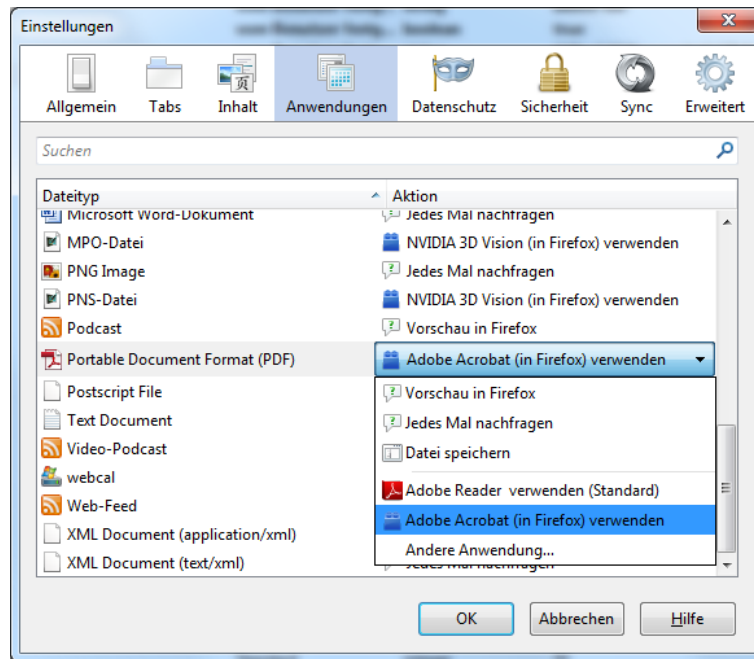 Einstellungen
Allgemein Tabs Inhalt Anwendungen Datenschutz Sicherheit Sync Erweitert
Suchen
Dateityp Aktion
Microsoft Word-Dokument Jedes Mal nachfragen
MPO-Datei NVIDIA 3D Vision (in Firefox) verwenden
PNG Image Jedes Mal nachfragen
PNS-Datei NVIDIA 3D Vision (in Firefox) verwenden
Podcast Vorschau in Firefox
Portable Document Format (PDF) Adobe Acrobat (in Firefox) verwenden
Postscript File Vorschau in Firefox
Text Document Jedes Mal nachfragen
Video-Podcast Datei speichern
webcal Adobe Reader verwenden (Standard)
Web-Feed Adobe Acrobat (in Firefox) verwenden
XML Document (application/xml) Andere Anwendung...
XML Document (text/xml) Jedes Mal nachfragen
OK Abbrechen Hilfe